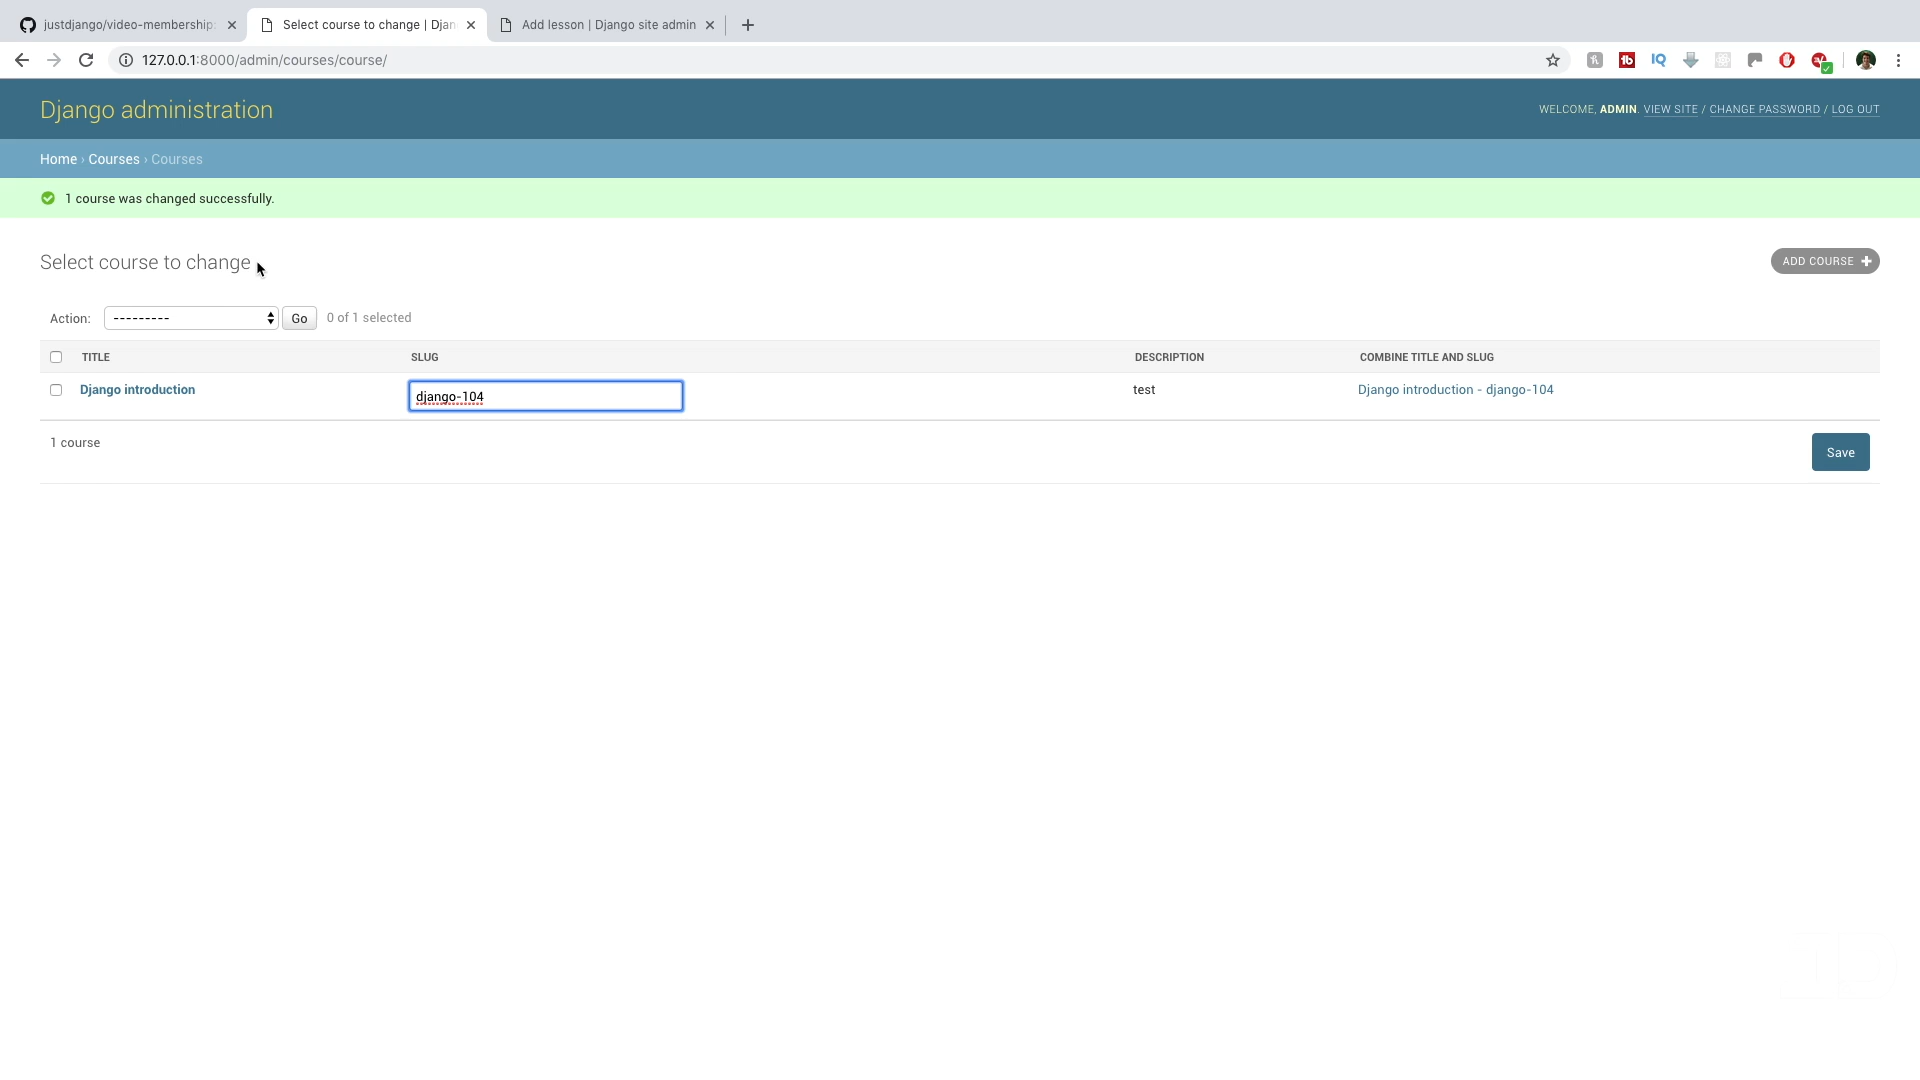 justdjango/video-membership:
Select course to change | Djan
Add lesson | Django site admin
127.0.0.1:8000/admin/courses/course/
Django administration
WELCOME, ADMIN. VIEW SITE / CHANGE PASSWORD / LOG OUT
Home › Courses › Courses
1 course was changed successfully.
Select course to change
ADD COURSE
Action: --------- Go 0 of 1 selected
TITLE SLUG DESCRIPTION COMBINE TITLE AND SLUG
Django introduction django-104 test Django introduction - django-104
1 course
Save